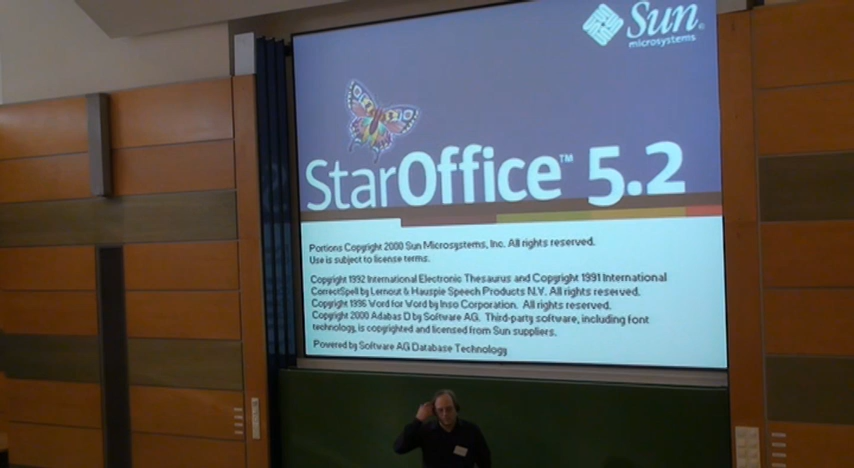 Sun
microsystems
StarOffice™ 5.2
Portions Copyright 2000 Sun Microsystems, Inc. All rights reserved.
Use is subject to license terms.
Copyright 1992 International Electronic Thesaurus and Copyright 1991 International
CorrectSpell by Lernout & Hauspie Speech Products N.V. All rights reserved.
Copyright 1996 Word for Word by Inso Corporation. All rights reserved.
Copyright 2000 Adabas D by Software AG. Third-party software, including font
technology, is copyrighted and licensed from Sun suppliers.
Powered by Software AG Database Technology